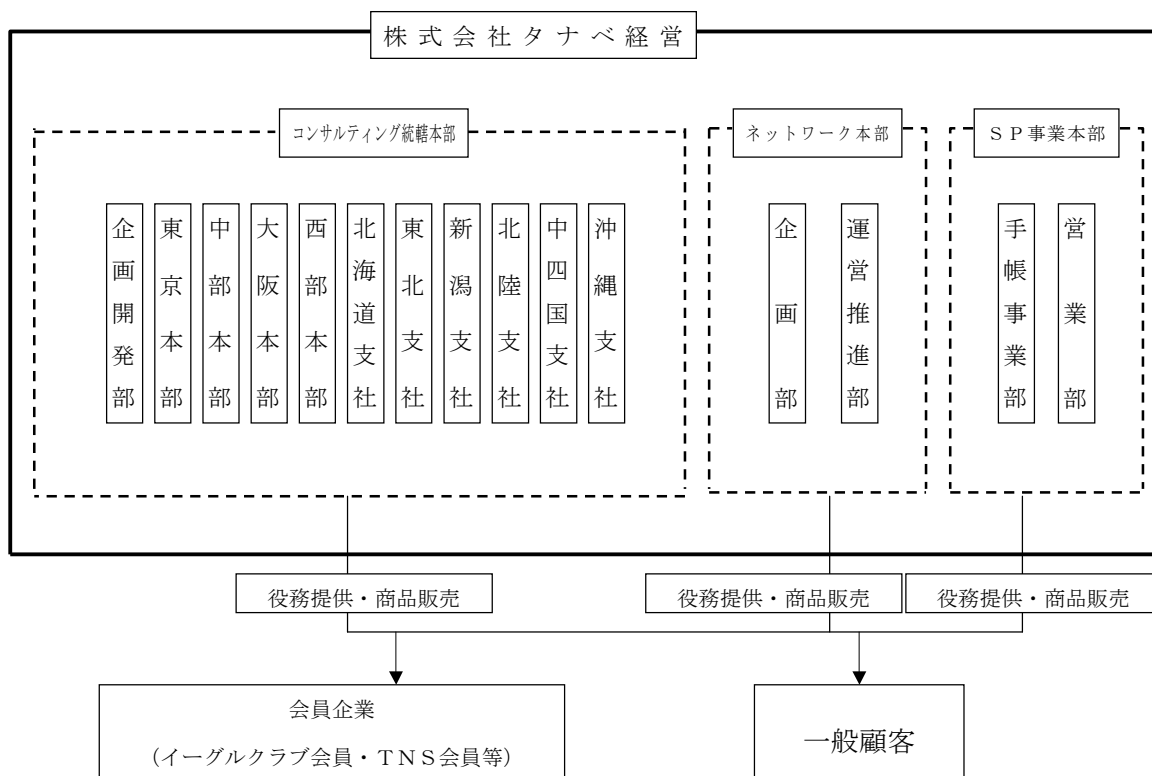 株式会社タナベ経営
コンサルティング統轄本部
ネットワーク本部
ＳＰ事業本部
企画開発部
東京本部
中部本部
大阪本部
西部本部
北海道支社
東北支社
新潟支社
北陸支社
中四国支社
沖縄支社
企画部
運営推進部
手帳事業部
営業部
役務提供・商品販売
役務提供・商品販売
役務提供・商品販売
会員企業
(イーグルクラブ会員・ＴＮＳ会員等)
一般顧客